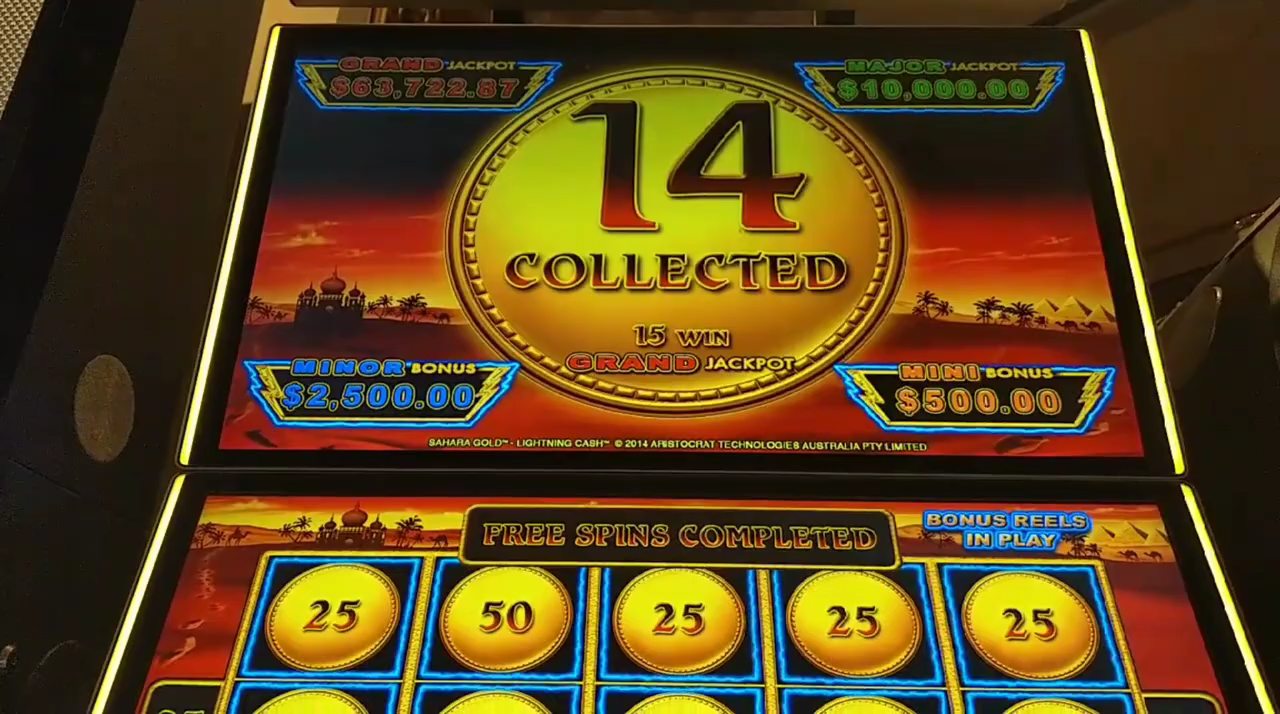 GRAND JACKPOT
$63,722.87
MAJOR JACKPOT
$10,000.00
14
COLLECTED
15 WIN
GRAND JACKPOT
MINOR BONUS
$2,500.00
MINI BONUS
$500.00
SAHARA GOLD™ - LIGHTNING CASH™ © 2014 ARISTOCRAT TECHNOLOGIES AUSTRALIA PTY LIMITED
FREE SPINS COMPLETED
BONUS REELS
IN PLAY
25 50 25 25 25